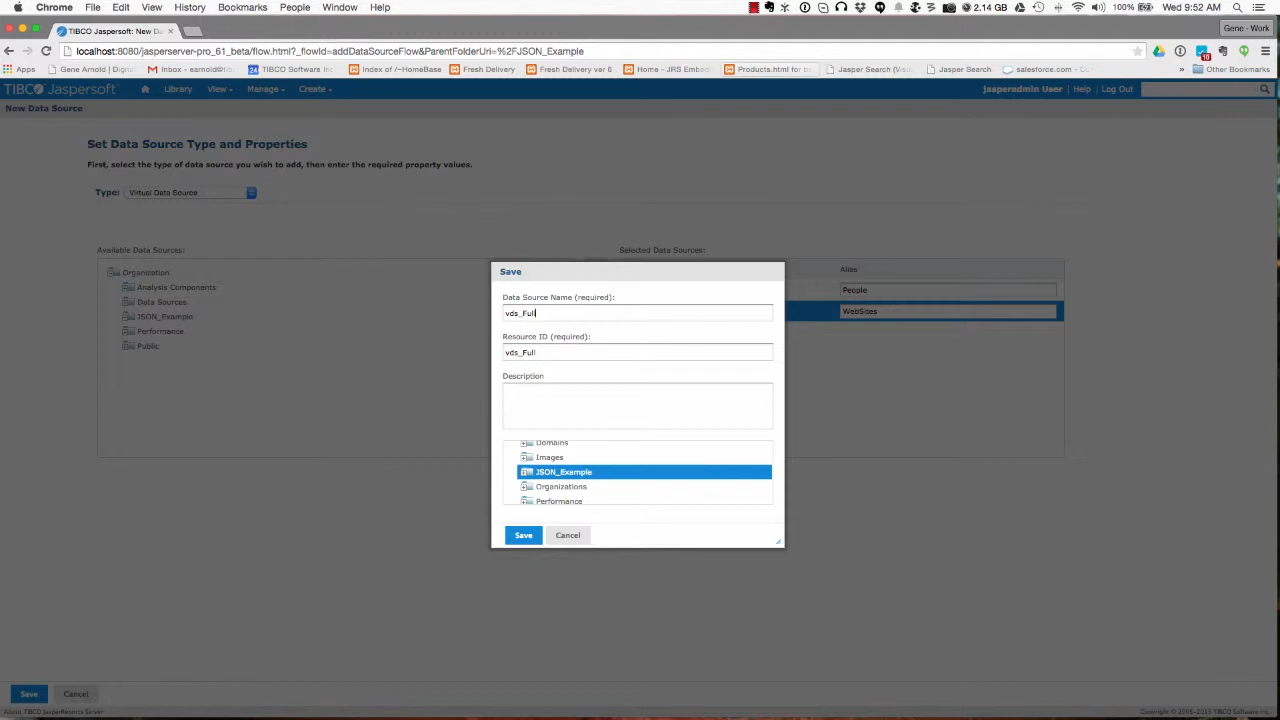 Chrome File Edit View History Bookmarks People Window Help 2.14 GB 100% Wed 9:52 AM
TIBCO Jaspersoft: New Da Gene - Work
localhost:8080/jasperserver-pro_61_beta/flow.html?_flowId=addDataSourceFlow&ParentFolderUri=%2FJSON_Example
Apps Gene Arnold | Digita Inbox - earnold@tib TIBCO Software Inc. Index of /~HomeBase Fresh Delivery Fresh Delivery ver 6 Home - JRS Embed Products.html for be Jasper Search (Visu Jasper Search salesforce.com - Cu » Other Bookmarks
TIBCO Jaspersoft® Library View Manage Create jasperadmin User Help Log Out
New Data Source
Set Data Source Type and Properties
First, select the type of data source you wish to add, then enter the required property values.
Type: Virtual Data Source
Available Data Sources: Selected Data Sources:
Organization
Analysis Components
Data Sources
JSON_Example
Performance
Public
Alias
People
WebSites
Save
Data Source Name (required):
vds_Full
Resource ID (required):
vds_Full
Description
Domains
Images
JSON_Example
Organizations
Performance
Save Cancel
Save Cancel
About TIBCO JasperReports Server Copyright © 2005-2015 TIBCO Software Inc.